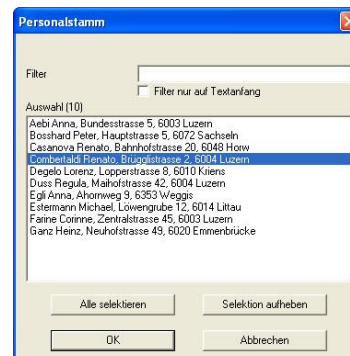 Personalstamm
Filter
Filter nur auf Textanfang
Auswahl (10)
Aebi Anna, Bundesstrasse 5, 6003 Luzern
Bosshard Peter, Hauptstrasse 5, 6072 Sachseln
Casanova Renato, Bahnhofstrasse 20, 6048 Horw
Combertaldi Renato, Brügglistrasse 2, 6004 Luzern
Degelo Lorenz, Lopperstrasse 8, 6010 Kriens
Duss Regula, Maihofstrasse 42, 6004 Luzern
Egli Anna, Ahornweg 9, 6353 Weggis
Estermann Michael, Löwengrube 12, 6014 Littau
Farine Corinne, Zentralstrasse 45, 6003 Luzern
Ganz Heinz, Neuhofstrasse 49, 6020 Emmenbrücke
Alle selektieren Selektion aufheben
OK Abbrechen